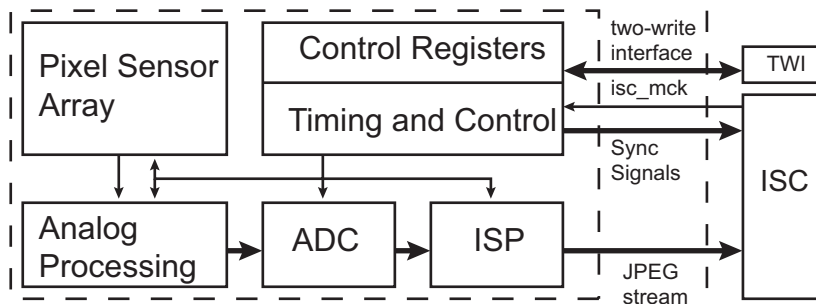 Pixel Sensor
Array
Control Registers
Timing and Control
two-write
interface
TWI
isc_mck
Sync
Signals
ISC
Analog
Processing
ADC
ISP
JPEG
stream